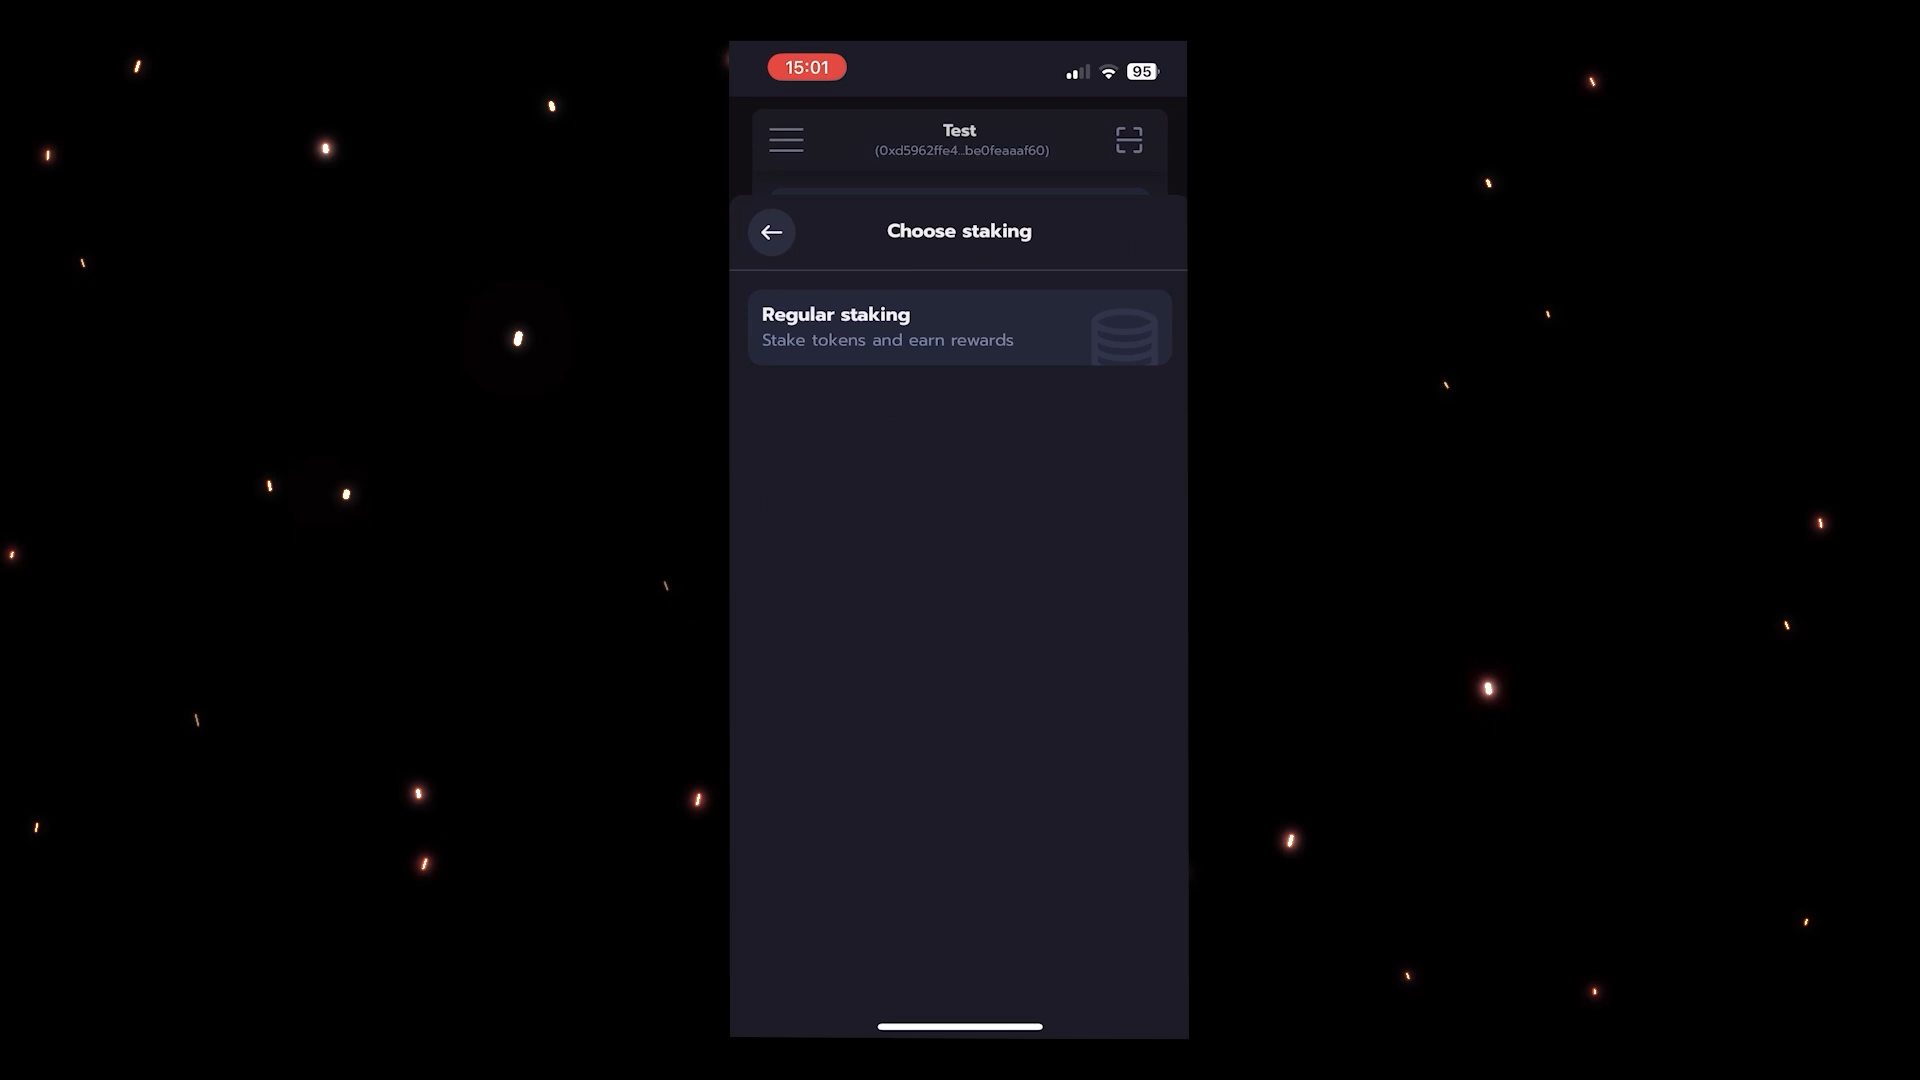 15:01
95
Test
(0xd5962ffe4...be0feaaaf60)
Choose staking
Regular staking
Stake tokens and earn rewards